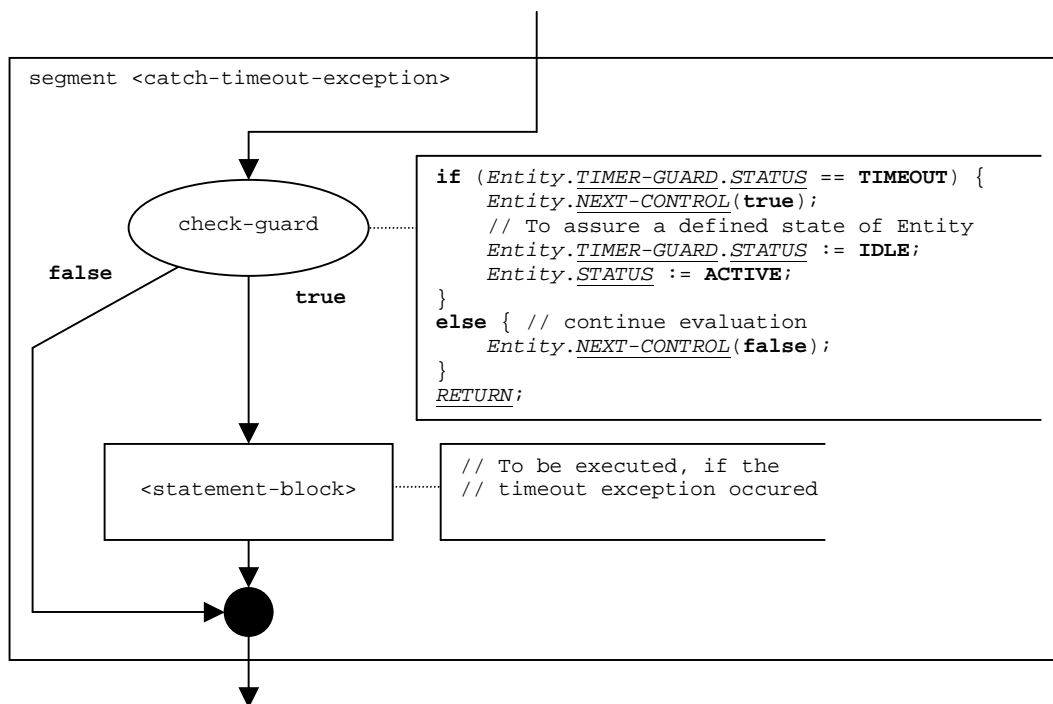 segment <catch-timeout-exception>
if (Entity.TIMER-GUARD.STATUS == TIMEOUT) {
Entity.NEXT-CONTROL(true);
// To assure a defined state of Entity
Entity.TIMER-GUARD.STATUS := IDLE;
Entity.STATUS := ACTIVE;
}
else { // continue evaluation
Entity.NEXT-CONTROL(false);
}
RETURN;
check-guard
false
true
<statement-block>
// To be executed, if the
// timeout exception occured